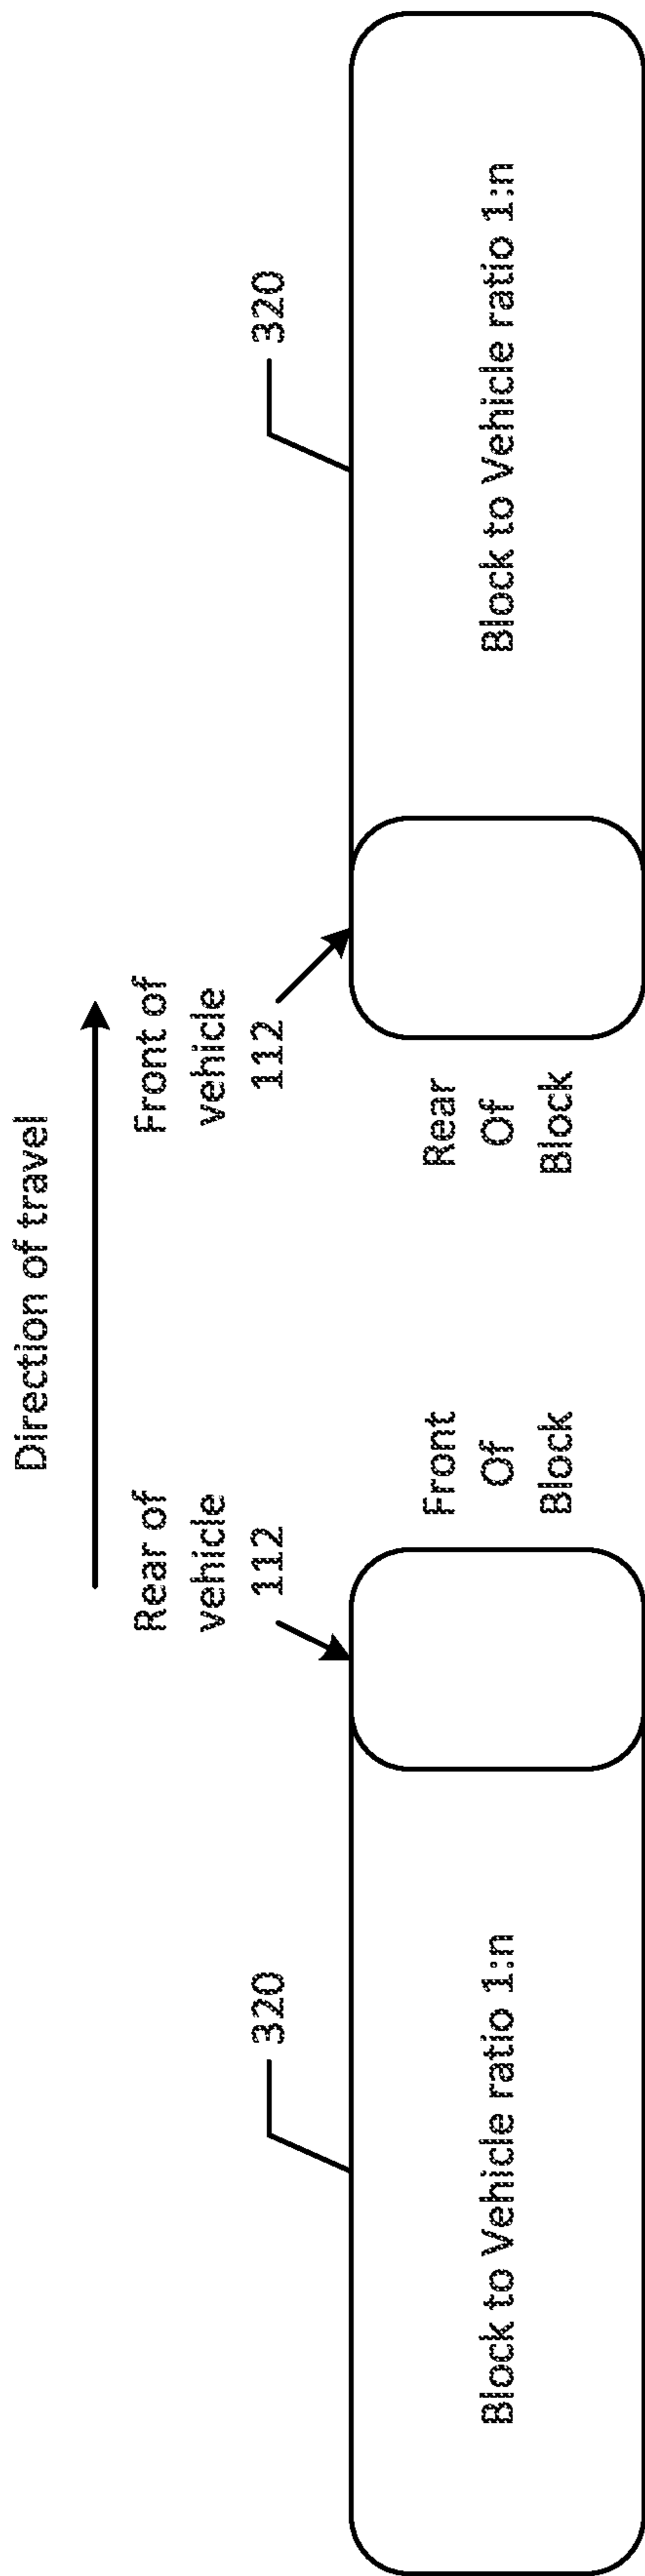 Direction of travel
Rear of
vehicle
112
Front of
vehicle
112
320
320
Block to Vehicle ratio 1:n
Front
Of
Block
Rear
Of
Block
Block to Vehicle ratio 1:n